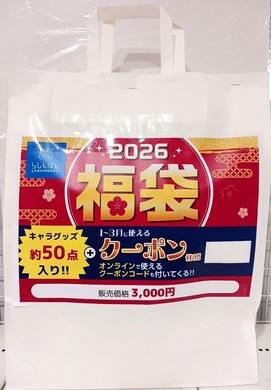 らしんばん
LASHINBANG
2026
福袋
キャラグッズ
約50点
入り!!
+
1~3月に使える
クーポン
オンラインで使える
クーポンコードも付いてくる!!
販売価格 3,000円